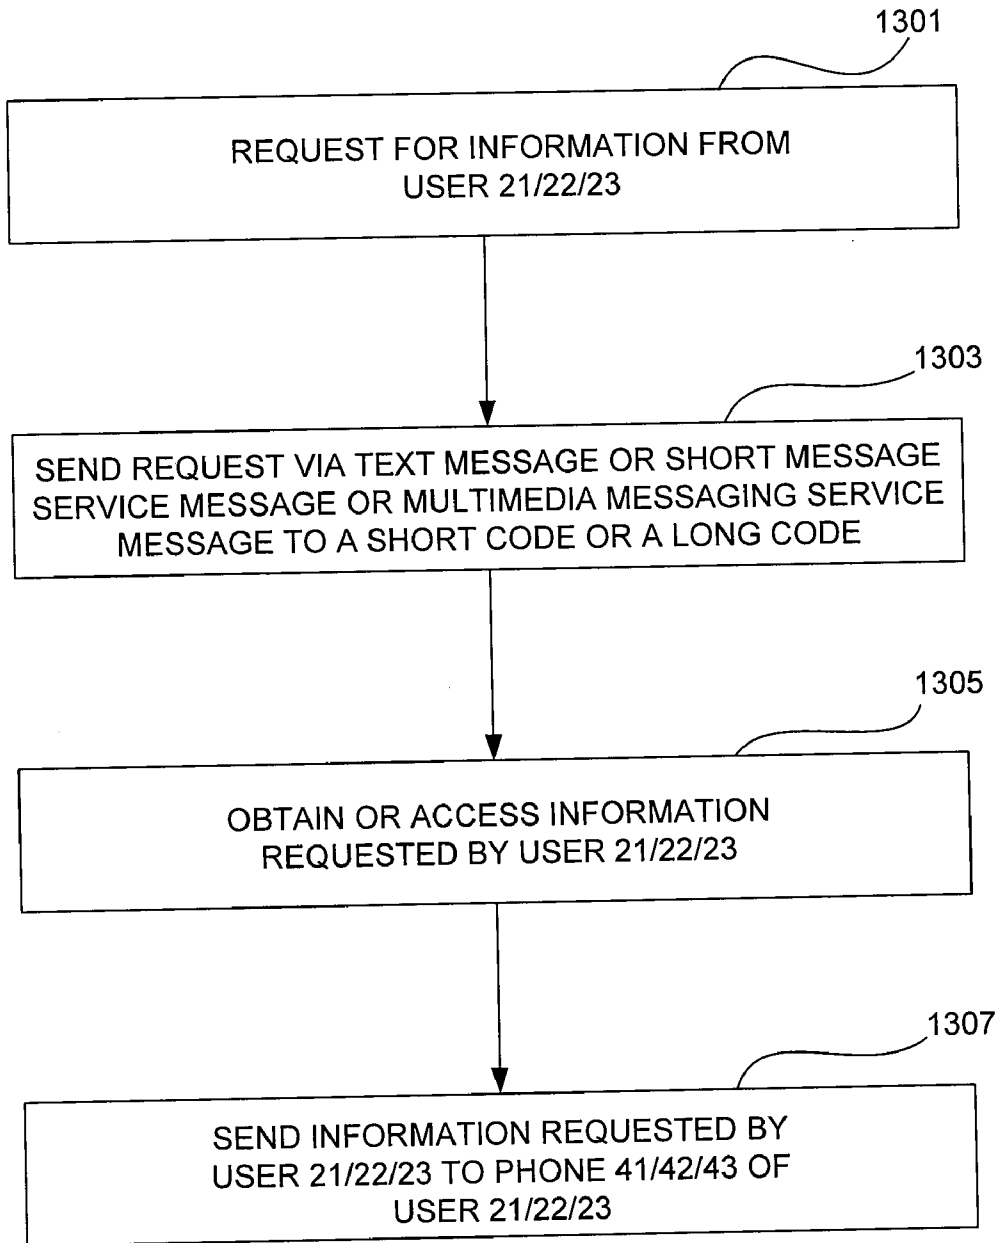 1301
REQUEST FOR INFORMATION FROM
USER 21/22/23
1303
SEND REQUEST VIA TEXT MESSAGE OR SHORT MESSAGE
SERVICE MESSAGE OR MULTIMEDIA MESSAGING SERVICE
MESSAGE TO A SHORT CODE OR A LONG CODE
1305
OBTAIN OR ACCESS INFORMATION
REQUESTED BY USER 21/22/23
1307
SEND INFORMATION REQUESTED BY
USER 21/22/23 TO PHONE 41/42/43 OF
USER 21/22/23